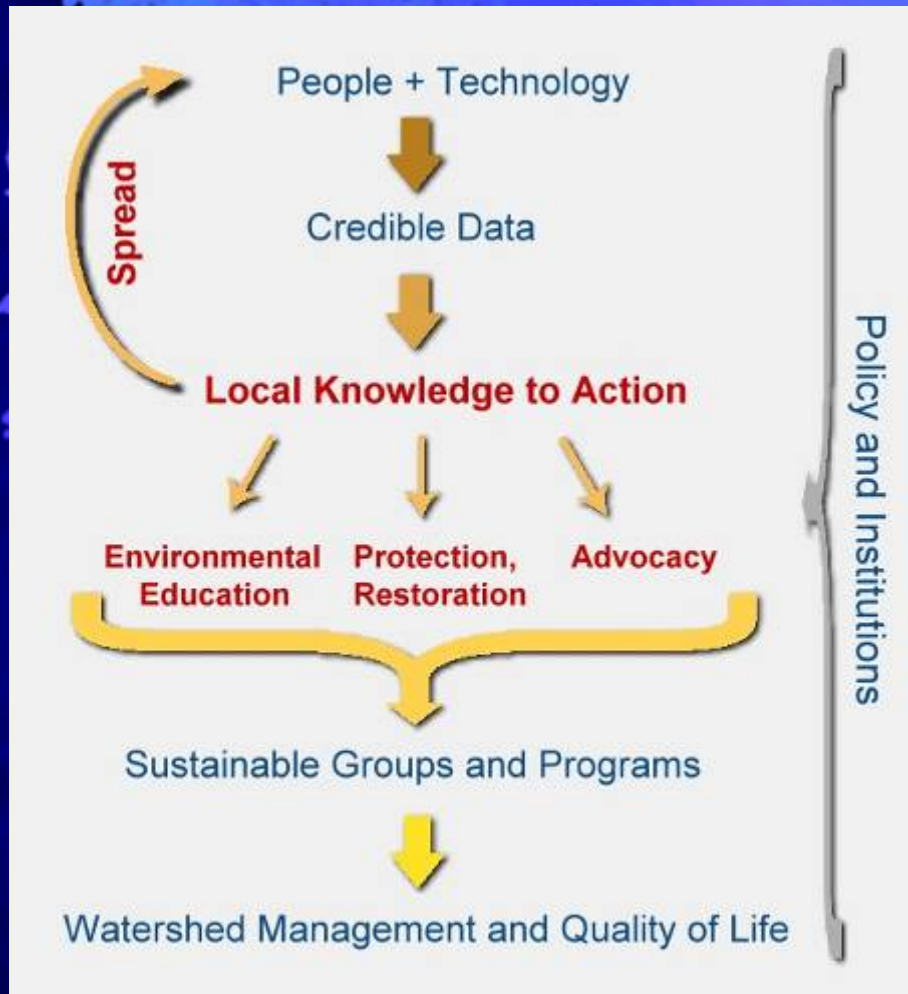 People + Technology
Spread
Credible Data
Local Knowledge to Action
Environmental
Education
Protection,
Restoration
Advocacy
Sustainable Groups and Programs
Watershed Management and Quality of Life
Policy and Institutions